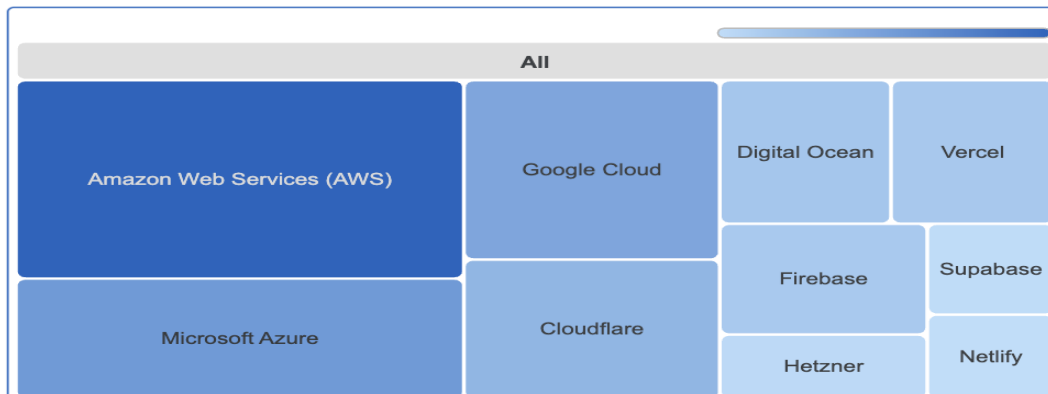 All
Amazon Web Services (AWS)
Google Cloud
Digital Ocean
Vercel
Firebase
Supabase
Microsoft Azure
Cloudflare
Hetzner
Netlify